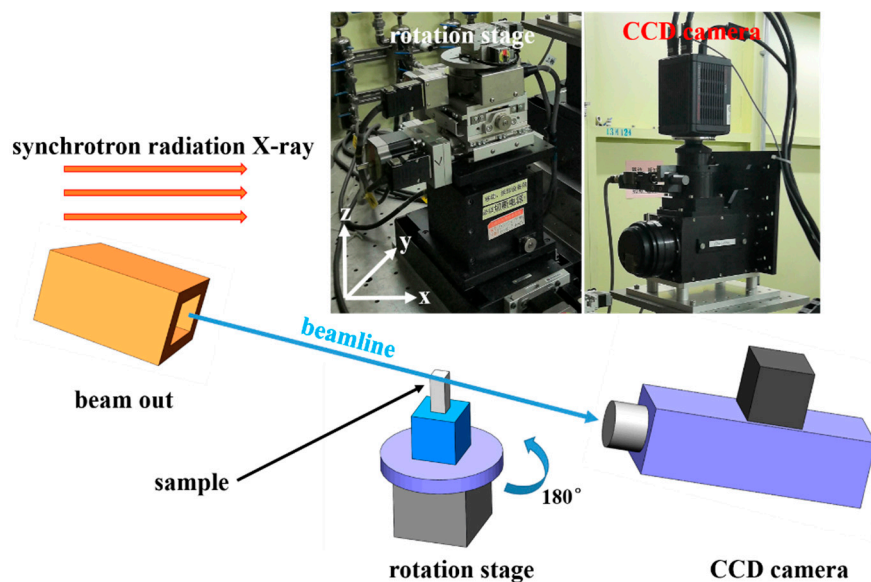 rotation stage
CCD camera
synchrotron radiation X-ray
z
y
x
beamline
beam out
sample
180°
rotation stage
CCD camera